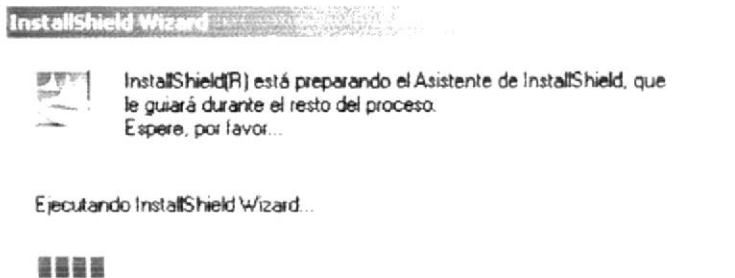 InstallShield Wizard
InstallShield(R) está preparando el Asistente de InstallShield, que
le guiará durante el resto del proceso.
Espere, por favor...
Ejecutando InstallShield Wizard...